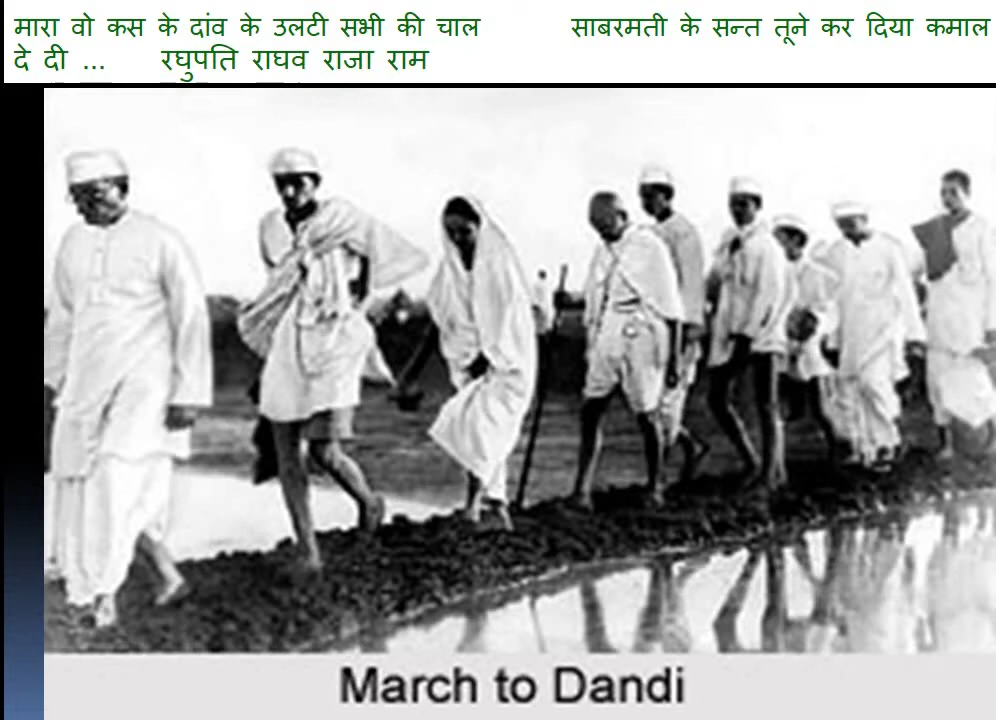 मारा वो कस के दांव के उलटी सभी की चाल साबरमती के सन्त तूने कर दिया कमाल
दे दी ... रघुपति राघव राजा राम
March to Dandi